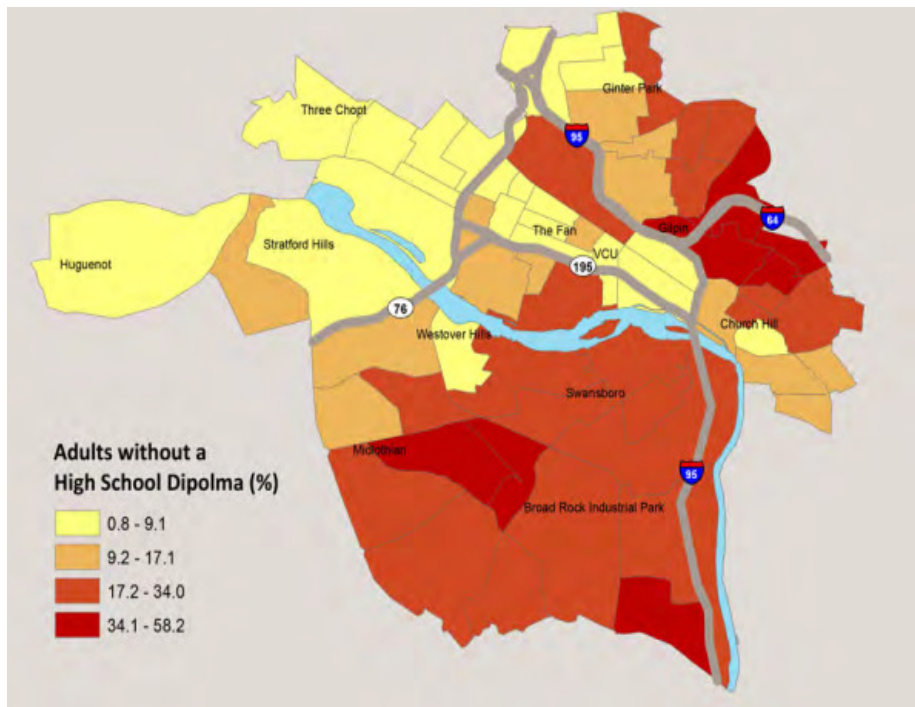 Three Chopt
Ginter Park
95
64
Gilpin
The Fan
VCU
Stratford Hills
195
Huguenot
76
Westover Hills
Church Hill
Swansboro
Midlothian
95
Broad Rock Industrial Park
Adults without a
High School Dipolma (%)
0.8 - 9.1
9.2 - 17.1
17.2 - 34.0
34.1 - 58.2